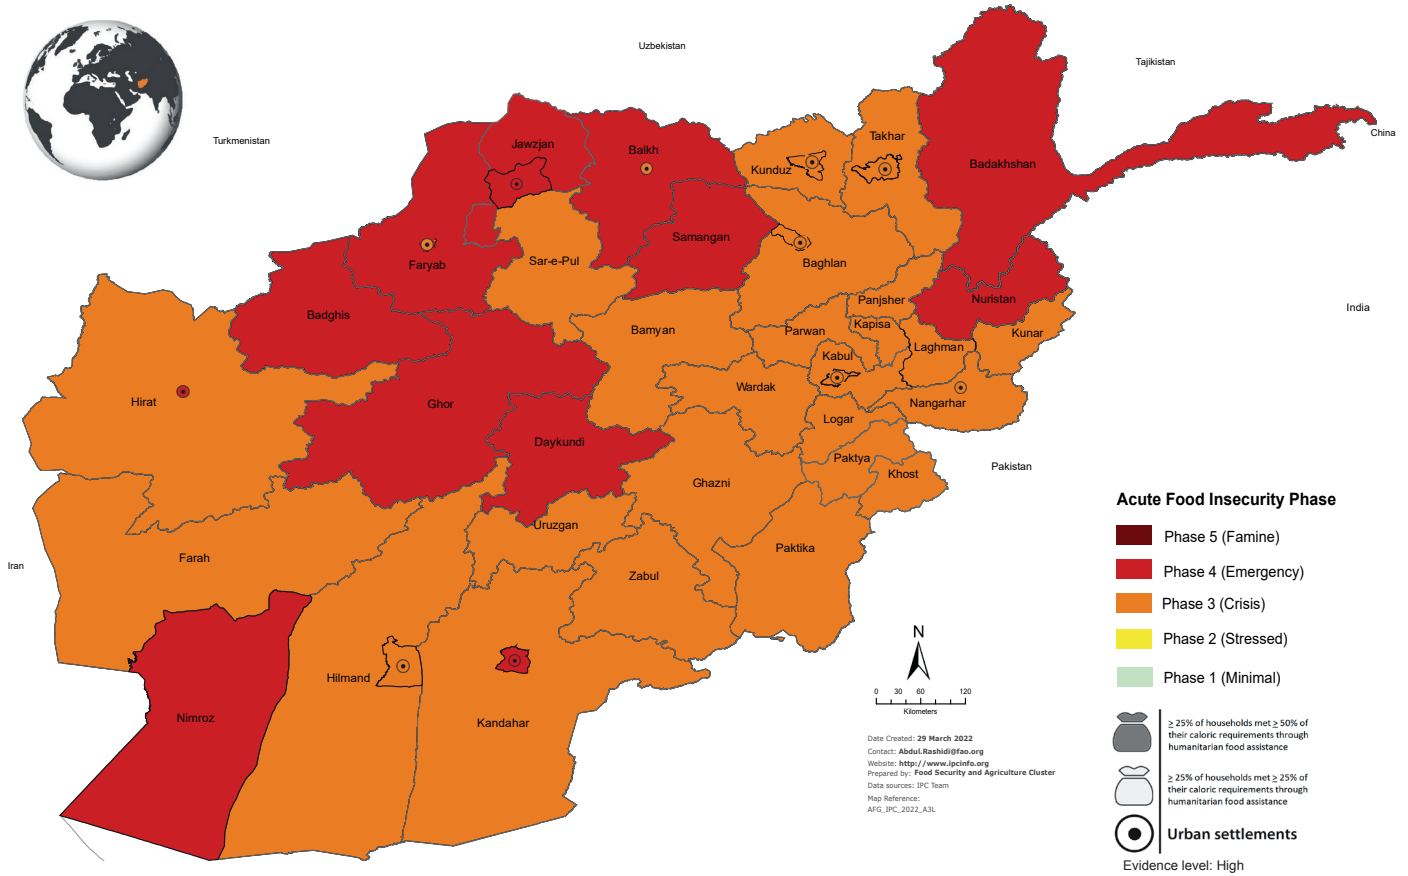 Uzbekistan
Tajikistan
Turkmenistan
China
Jawzjan
Balkh
Takhar
Kunduz
Badakhshan
Samangan
Sar-e-Pul
Faryab
Baghlan
Badghis
Panjsher
Nuristan
India
Bamyan
Parwan
Kapisa
Kunar
Laghman
Kabul
Wardak
Hirat
Ghor
Nangarhar
Logar
Daykundi
Paktya
Pakistan
Khost
Ghazni
Uruzgan
Paktika
Farah
Iran
Zabul
Hilmand
Nimroz
Kandahar
N
0 30 60 120
Kilometers
Date Created: 29 March 2022
Contact: Abdul.Rashidi@fao.org
Website: http://www.ipcinfo.org
Prepared by: Food Security and Agriculture Cluster
Data sources: IPC Team
Map Reference:
AFG_IPC_2022_A3L
Acute Food Insecurity Phase
Phase 5 (Famine)
Phase 4 (Emergency)
Phase 3 (Crisis)
Phase 2 (Stressed)
Phase 1 (Minimal)
≥ 25% of households met ≥ 50% of
their caloric requirements through
humanitarian food assistance
≥ 25% of households met ≥ 25% of
their caloric requirements through
humanitarian food assistance
Urban settlements
Evidence level: High